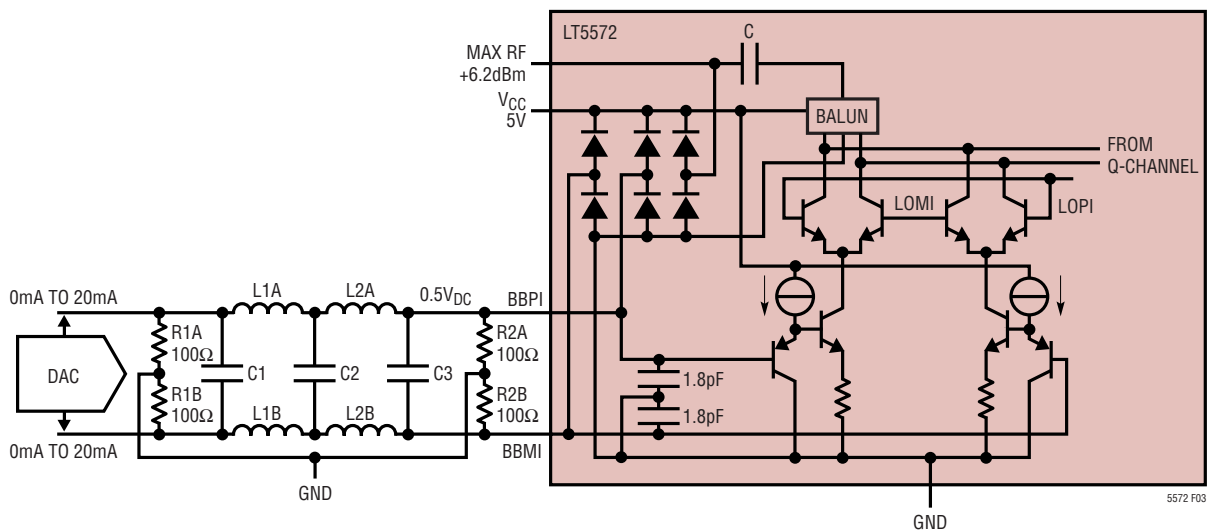 LT5572
C
MAX RF
+6.2dBm
VCC
5V
BALUN
FROM
Q-CHANNEL
LOMI
LOPI
0mA TO 20mA
L1A
L2A
0.5VDC
BBPI
R1A
100Ω
R2A
100Ω
DAC
C1
C2
C3
1.8pF
R1B
100Ω
R2B
100Ω
1.8pF
L1B
L2B
0mA TO 20mA
BBMI
GND
GND
5572 F03